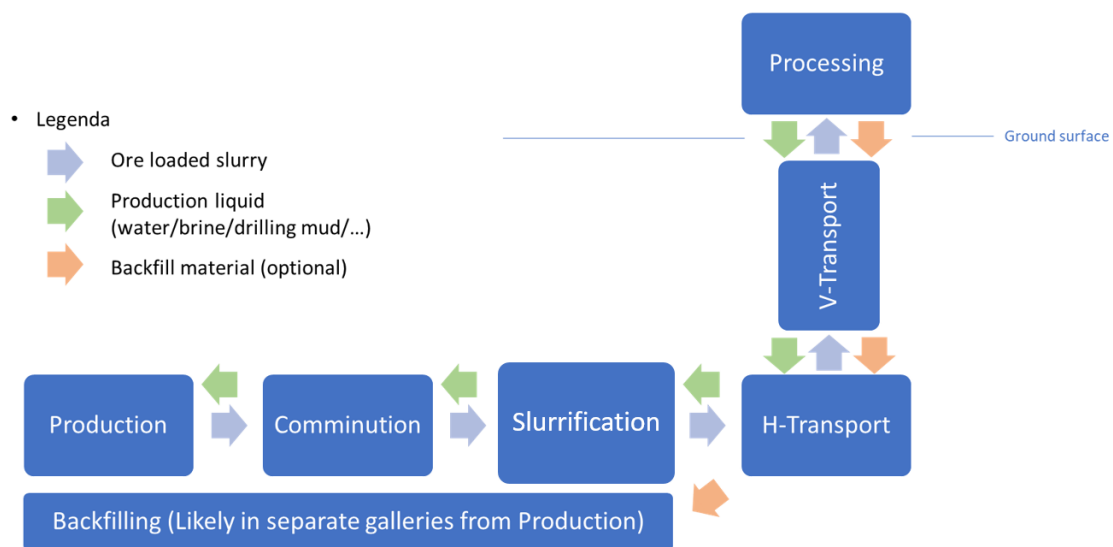 Processing
• Legenda
Ground surface
Ore loaded slurry
Production liquid
(water/brine/drilling mud/...)
Backfill material (optional)
V-Transport
Production
Comminution
Slurrification
H-Transport
Backfilling (Likely in separate galleries from Production)